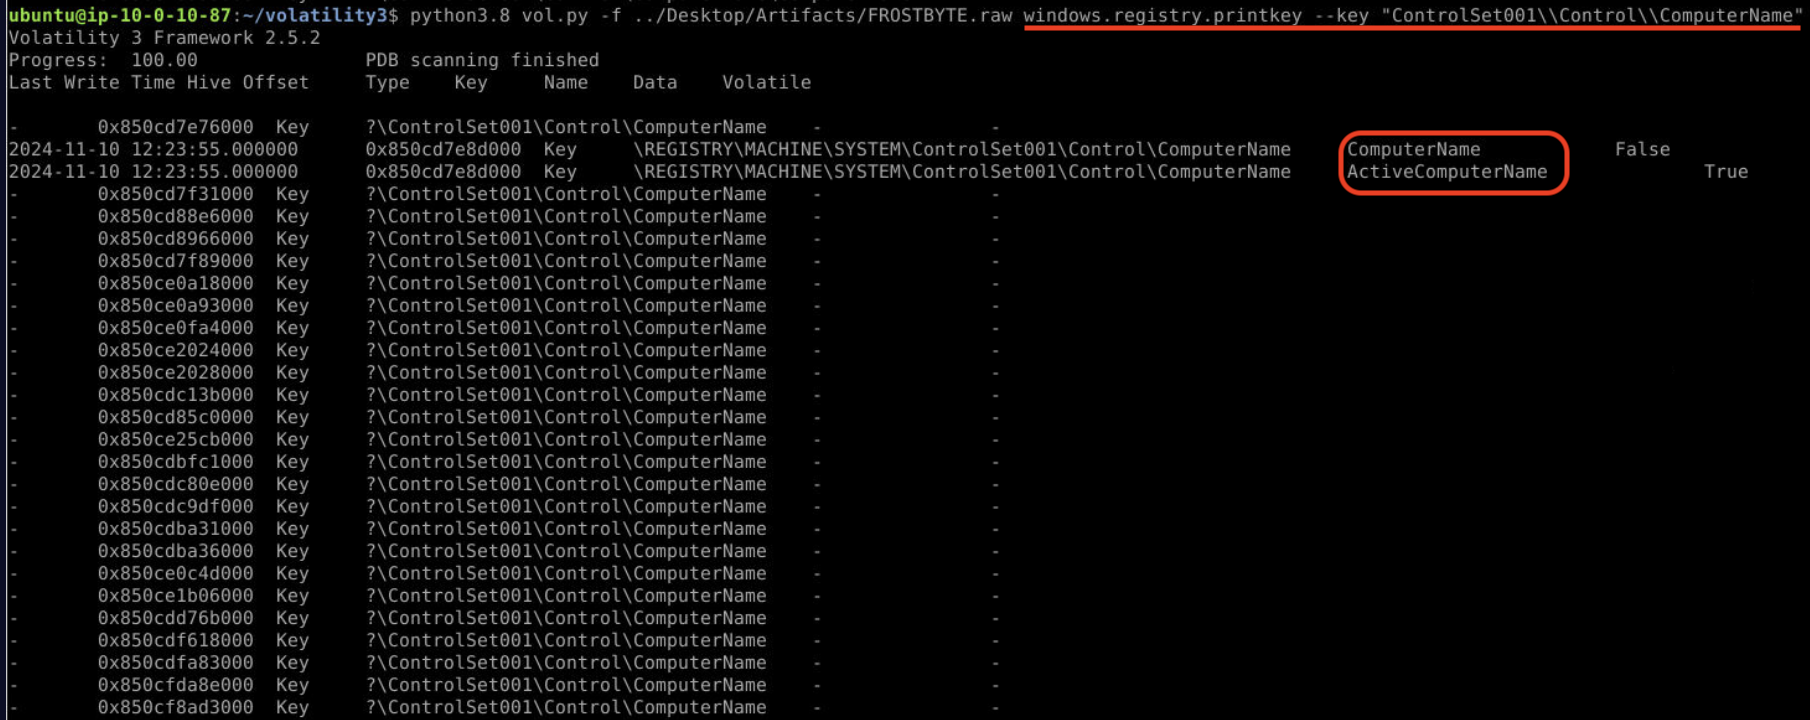 ubuntu@ip-10-0-10-87:~/volatility3$ python3.8 vol.py -f ../Desktop/Artifacts/FROSTBYTE.raw windows.registry.printkey --key "ControlSet001\\Control\\ComputerName"
Volatility 3 Framework 2.5.2
Progress:  100.00               PDB scanning finished
Last Write Time Hive Offset     Type    Key     Name    Data    Volatile
-       0x850cd7e76000  Key     ?\ControlSet001\Control\ComputerName    -               -
2024-11-10 12:23:55.000000      0x850cd7e8d000  Key     \REGISTRY\MACHINE\SYSTEM\ControlSet001\Control\ComputerName     ComputerName            False
2024-11-10 12:23:55.000000      0x850cd7e8d000  Key     \REGISTRY\MACHINE\SYSTEM\ControlSet001\Control\ComputerName     ActiveComputerName              True
-       0x850cd7f31000  Key     ?\ControlSet001\Control\ComputerName    -               -
-       0x850cd88e6000  Key     ?\ControlSet001\Control\ComputerName    -               -
-       0x850cd8966000  Key     ?\ControlSet001\Control\ComputerName    -               -
-       0x850cd7f89000  Key     ?\ControlSet001\Control\ComputerName    -               -
-       0x850ce0a18000  Key     ?\ControlSet001\Control\ComputerName    -               -
-       0x850ce0a93000  Key     ?\ControlSet001\Control\ComputerName    -               -
-       0x850ce0fa4000  Key     ?\ControlSet001\Control\ComputerName    -               -
-       0x850ce2024000  Key     ?\ControlSet001\Control\ComputerName    -               -
-       0x850ce2028000  Key     ?\ControlSet001\Control\ComputerName    -               -
-       0x850cdc13b000  Key     ?\ControlSet001\Control\ComputerName    -               -
-       0x850cd85c0000  Key     ?\ControlSet001\Control\ComputerName    -               -
-       0x850ce25cb000  Key     ?\ControlSet001\Control\ComputerName    -               -
-       0x850cdbfc1000  Key     ?\ControlSet001\Control\ComputerName    -               -
-       0x850cdc80e000  Key     ?\ControlSet001\Control\ComputerName    -               -
-       0x850cdc9df000  Key     ?\ControlSet001\Control\ComputerName    -               -
-       0x850cdba31000  Key     ?\ControlSet001\Control\ComputerName    -               -
-       0x850cdba36000  Key     ?\ControlSet001\Control\ComputerName    -               -
-       0x850ce0c4d000  Key     ?\ControlSet001\Control\ComputerName    -               -
-       0x850ce1b06000  Key     ?\ControlSet001\Control\ComputerName    -               -
-       0x850cdd76b000  Key     ?\ControlSet001\Control\ComputerName    -               -
-       0x850cdf618000  Key     ?\ControlSet001\Control\ComputerName    -               -
-       0x850cdfa83000  Key     ?\ControlSet001\Control\ComputerName    -               -
-       0x850cfda8e000  Key     ?\ControlSet001\Control\ComputerName    -               -
-       0x850cf8ad3000  Key     ?\ControlSet001\Control\ComputerName    -               -